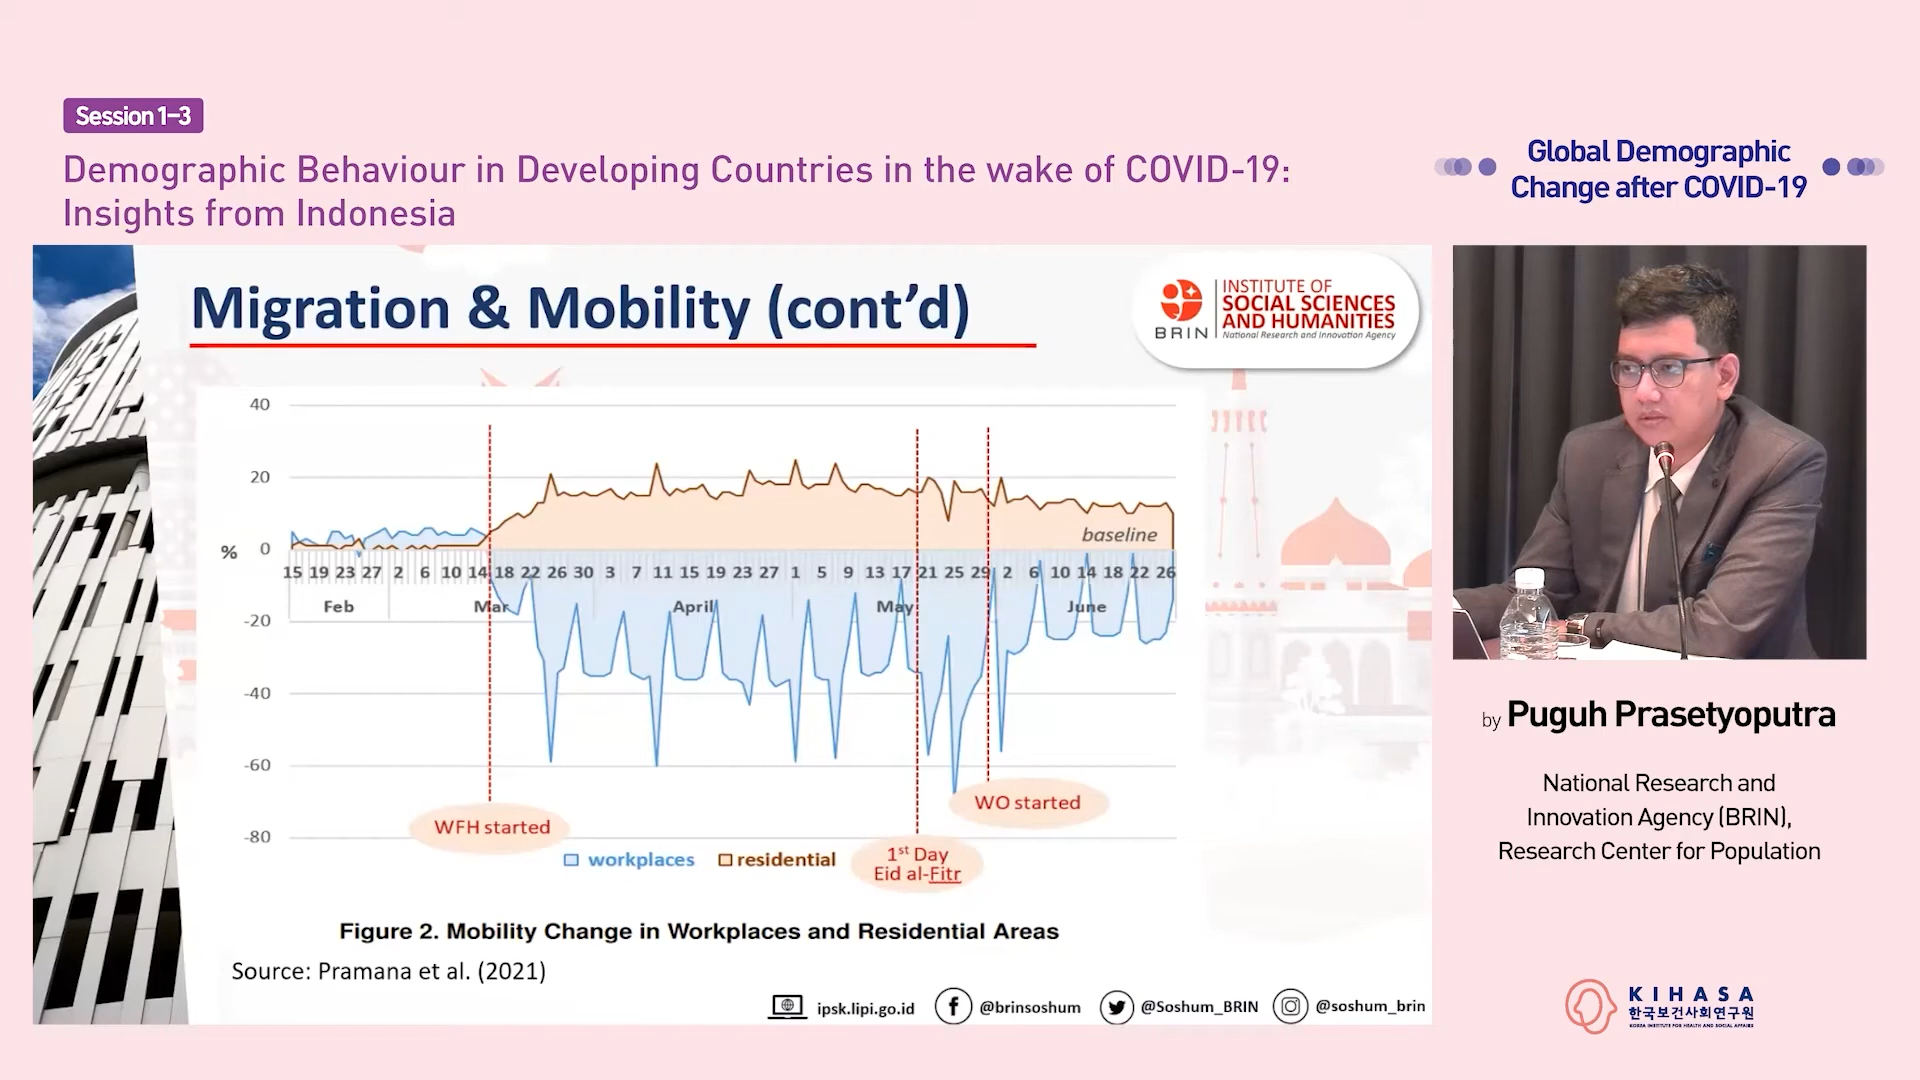 Session 1-3
Demographic Behaviour in Developing Countries in the wake of COVID-19:
Insights from Indonesia
Global Demographic
Change after COVID-19
Migration & Mobility (cont'd)
BRIN
INSTITUTE OF
SOCIAL SCIENCES
AND HUMANITIES
National Research and Innovation Agency
40
20
0
%
-20
-40
-60
-80
baseline
15 19 23 27 2 6 10 14 18 22 26 30 3 7 11 15 19 23 27 1 5 9 13 17 21 25 29 2 6 10 14 18 22 26
Feb Mar April May June
WFH started
WO started
1st Day
Eid al-Fitr
workplaces residential
Figure 2. Mobility Change in Workplaces and Residential Areas
Source: Pramana et al. (2021)
ipsk.lipi.go.id @brinsoshum @Soshum_BRIN @soshum_brin
by Puguh Prasetyoputra
National Research and
Innovation Agency (BRIN),
Research Center for Population
KIHASA
한국보건사회연구원
KOREA INSTITUTE FOR HEALTH AND SOCIAL AFFAIRS